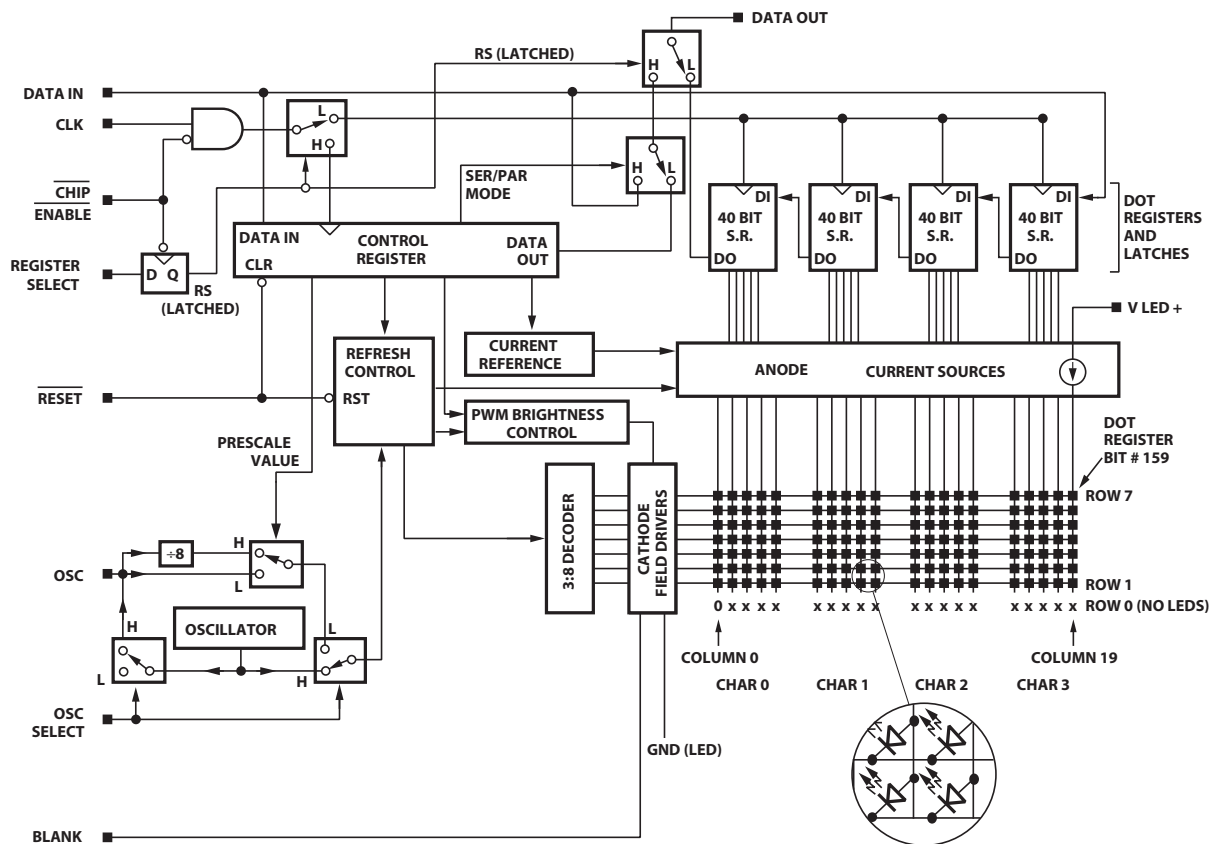 DATA OUT
RS (LATCHED)
H
L
DATA IN
CLK
L
H
CHIP
ENABLE
SER/PAR
MODE
H
L
DI
40 BIT
S.R.
DO
DI
40 BIT
S.R.
DO
DI
40 BIT
S.R.
DO
DI
40 BIT
S.R.
DO
DOT
REGISTERS
AND
LATCHES
REGISTER
SELECT
D Q
RS
(LATCHED)
DATA IN
CLR
CONTROL
REGISTER
DATA
OUT
V LED +
REFRESH
CONTROL
RST
CURRENT
REFERENCE
ANODE
CURRENT SOURCES
RESET
PWM BRIGHTNESS
CONTROL
PRESCALE
VALUE
DOT
REGISTER
BIT # 159
3:8 DECODER
CATHODE
FIELD DRIVERS
ROW 7
ROW 1
0 x x x x
x x x x x
x x x x x
x x x x x
ROW 0 (NO LEDS)
÷8
H
L
OSC
H
L
OSCILLATOR
L
H
OSC
SELECT
COLUMN 0
COLUMN 19
CHAR 0
CHAR 1
CHAR 2
CHAR 3
GND (LED)
BLANK